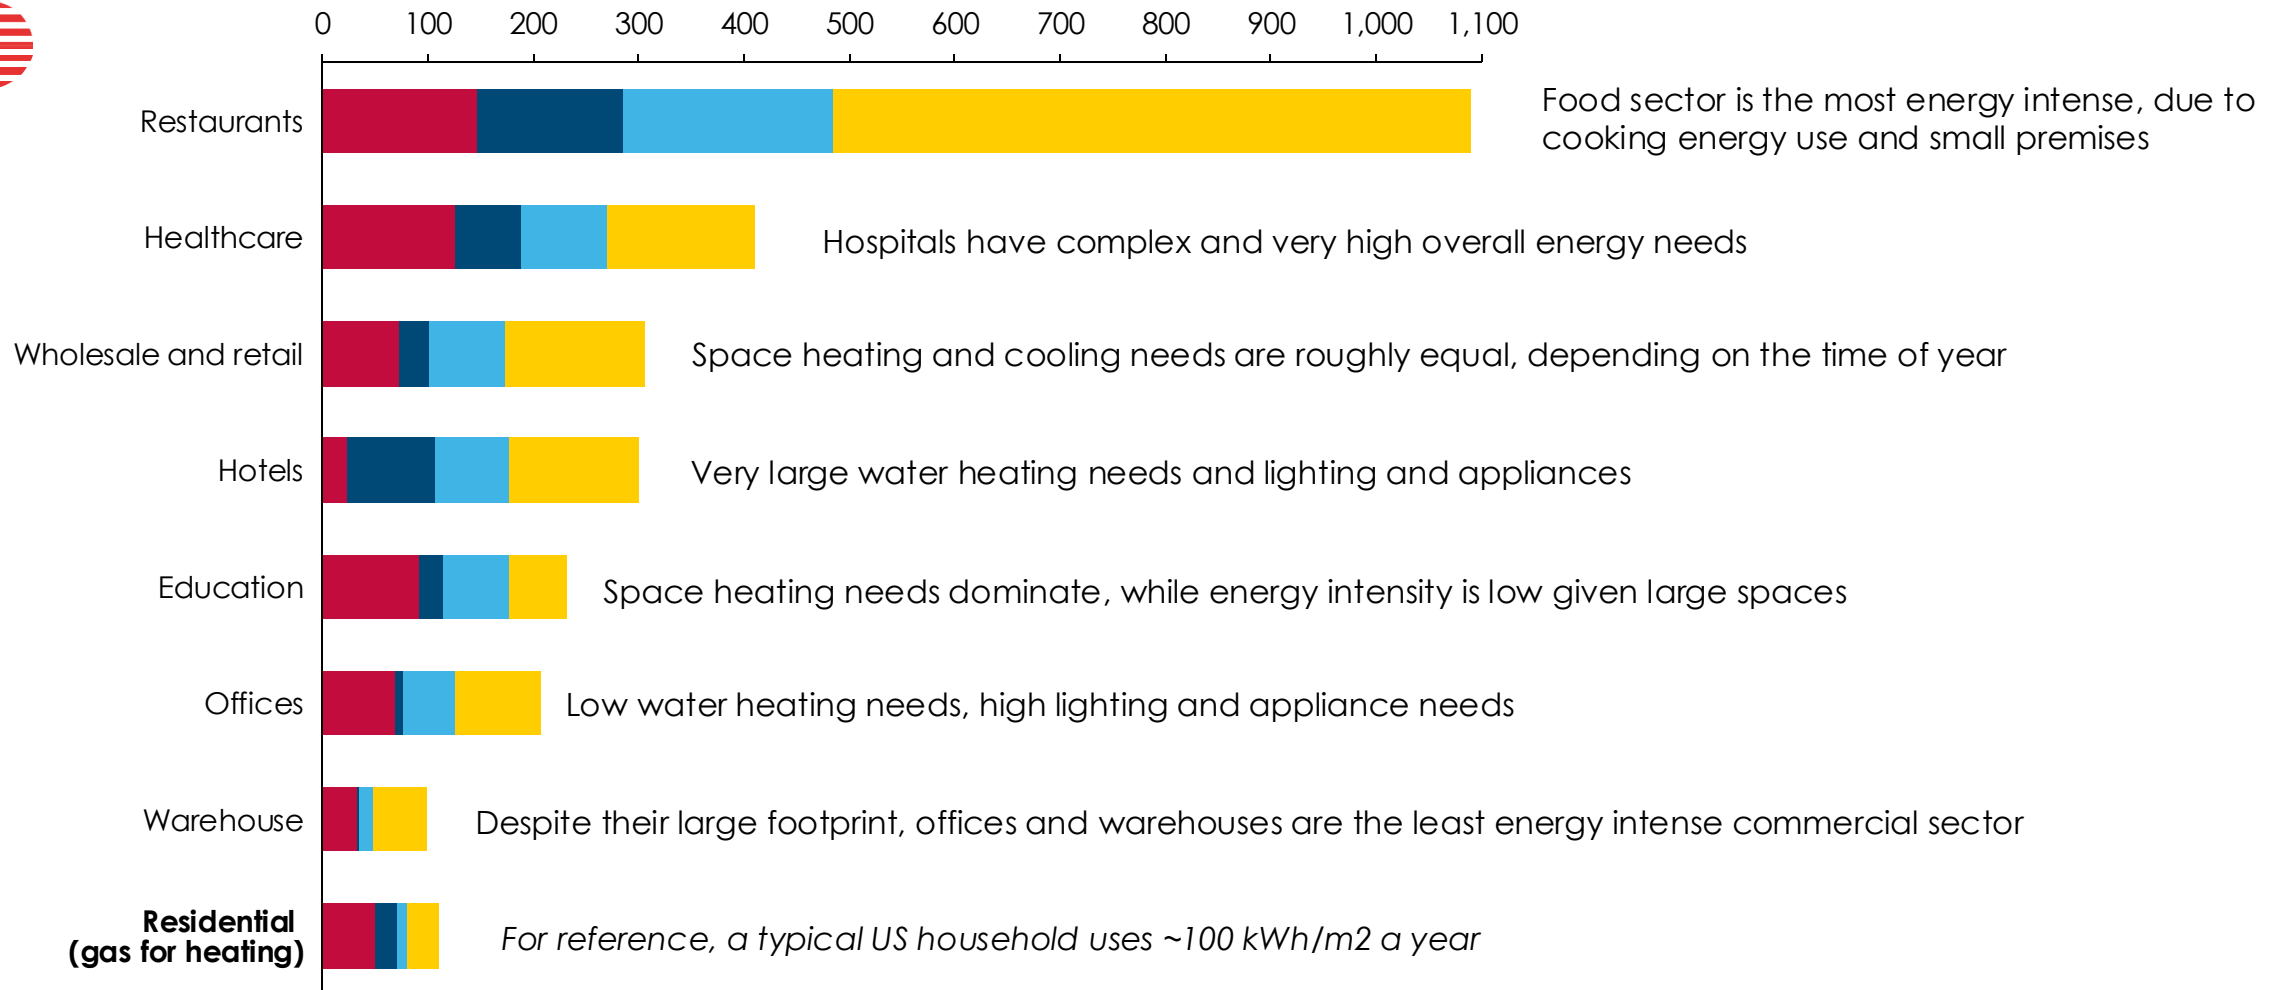 0 100 200 300 400 500 600 700 800 900 1,000 1,100
Restaurants
Food sector is the most energy intense, due to
cooking energy use and small premises
Healthcare
Hospitals have complex and very high overall energy needs
Wholesale and retail
Space heating and cooling needs are roughly equal, depending on the time of year
Hotels
Very large water heating needs and lighting and appliances
Education
Space heating needs dominate, while energy intensity is low given large spaces
Offices
Low water heating needs, high lighting and appliance needs
Warehouse
Despite their large footprint, offices and warehouses are the least energy intense commercial sector
Residential
(gas for heating)
For reference, a typical US household uses ~100 kWh/m2 a year